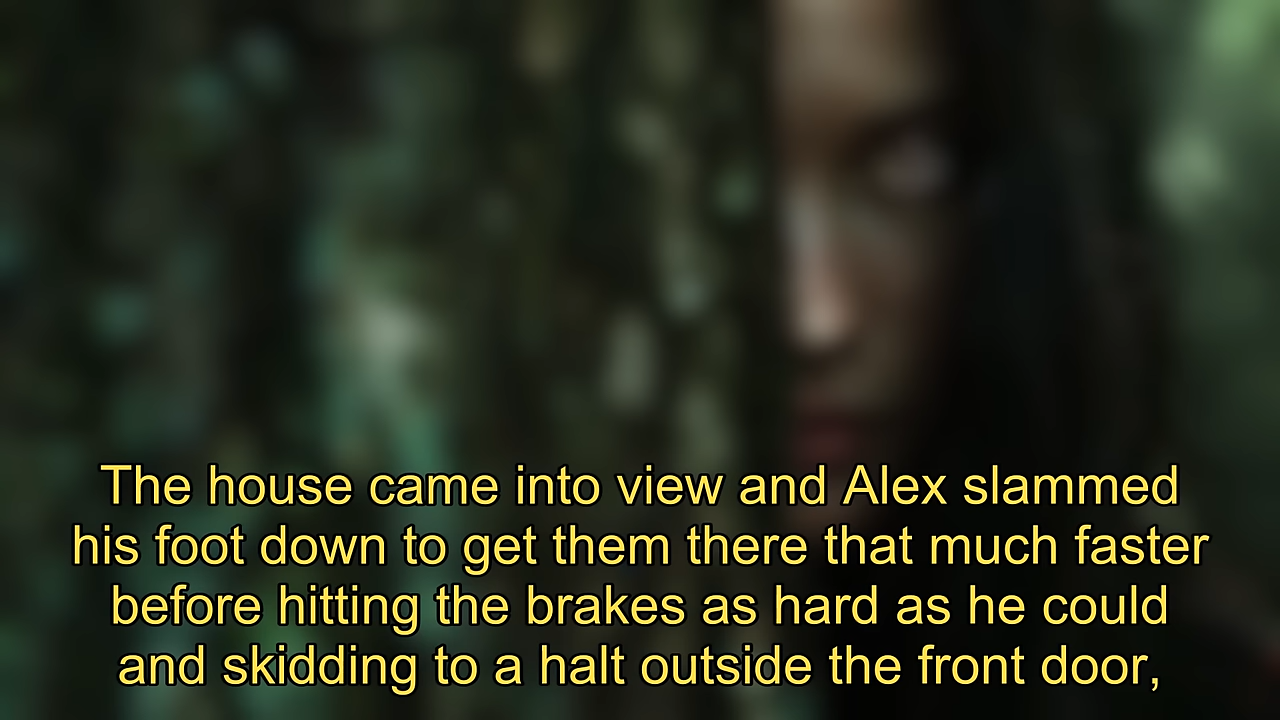 The house came into view and Alex slammed
his foot down to get them there that much faster
before hitting the brakes as hard as he could
and skidding to a halt outside the front door,